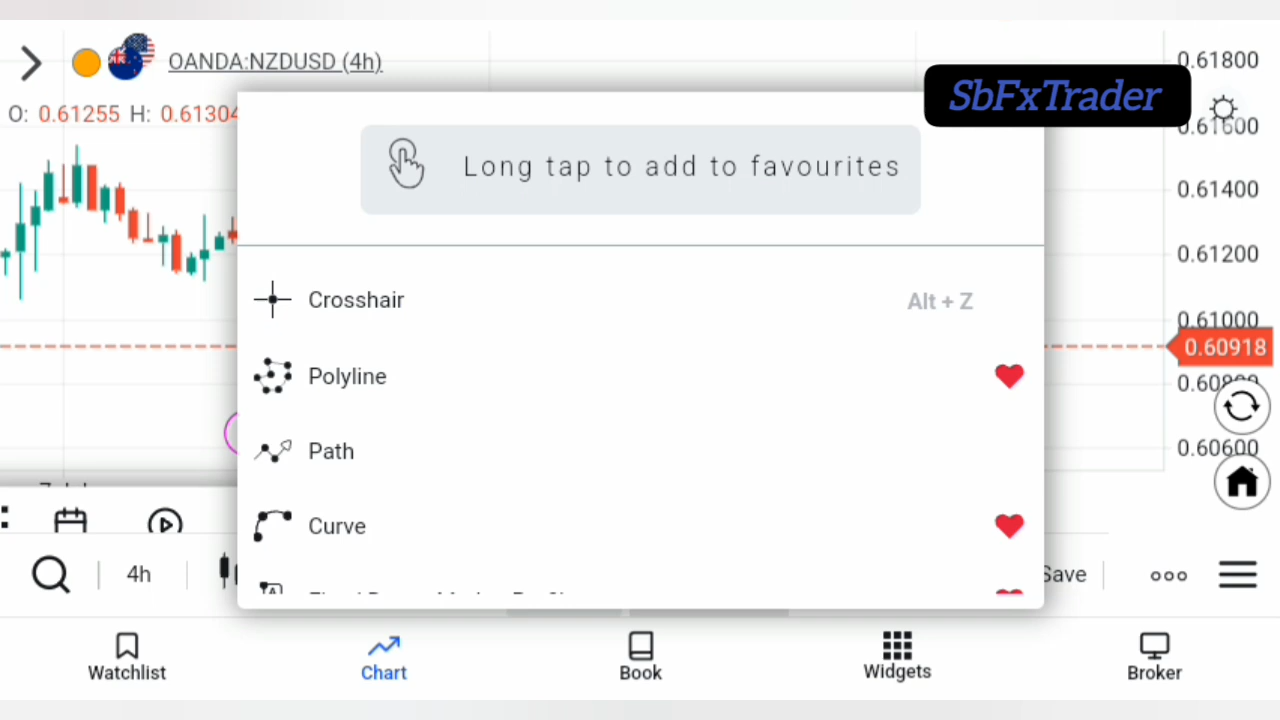 OANDA:NZDUSD (4h)
SbFxTrader
0.61800
O: 0.61255 H: 0.61304
0.61600
Long tap to add to favourites
0.61400
0.61200
Crosshair Alt + Z
0.61000
0.60918
Polyline
Path
0.60600
Curve
4h
Save
Watchlist
Chart
Book
Widgets
Broker